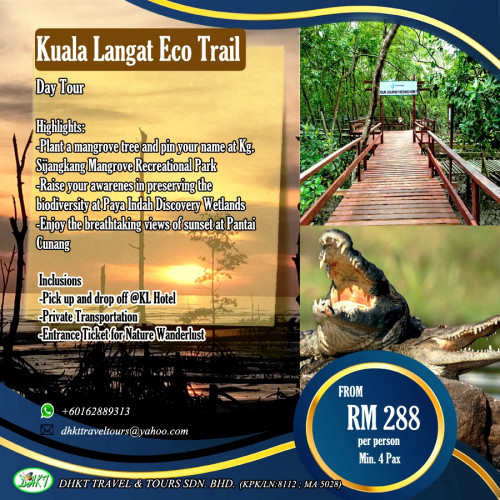 Kuala Langat Eco Trail
Day Tour
Highlights:
-Plant a mangrove tree and pin your name at Kg.
Sijangkang Mangrove Recreational Park
-Raise your awarenes in preserving the
biodiversity at Paya Indah Discovery Wetlands
-Enjoy the breathtaking views of sunset at Pantai
Cunang
Inclusions
-Pick up and drop off @KL Hotel
-Private Transportation
-Entrance Ticket for Nature Wanderlust
+60162889313
dhkttraveltours@yahoo.com
FROM
RM 288
per person
Min. 4 Pax
DHKT
DHKT TRAVEL & TOURS SDN. BHD. (KPK/LN:8112 ; MA 5028)